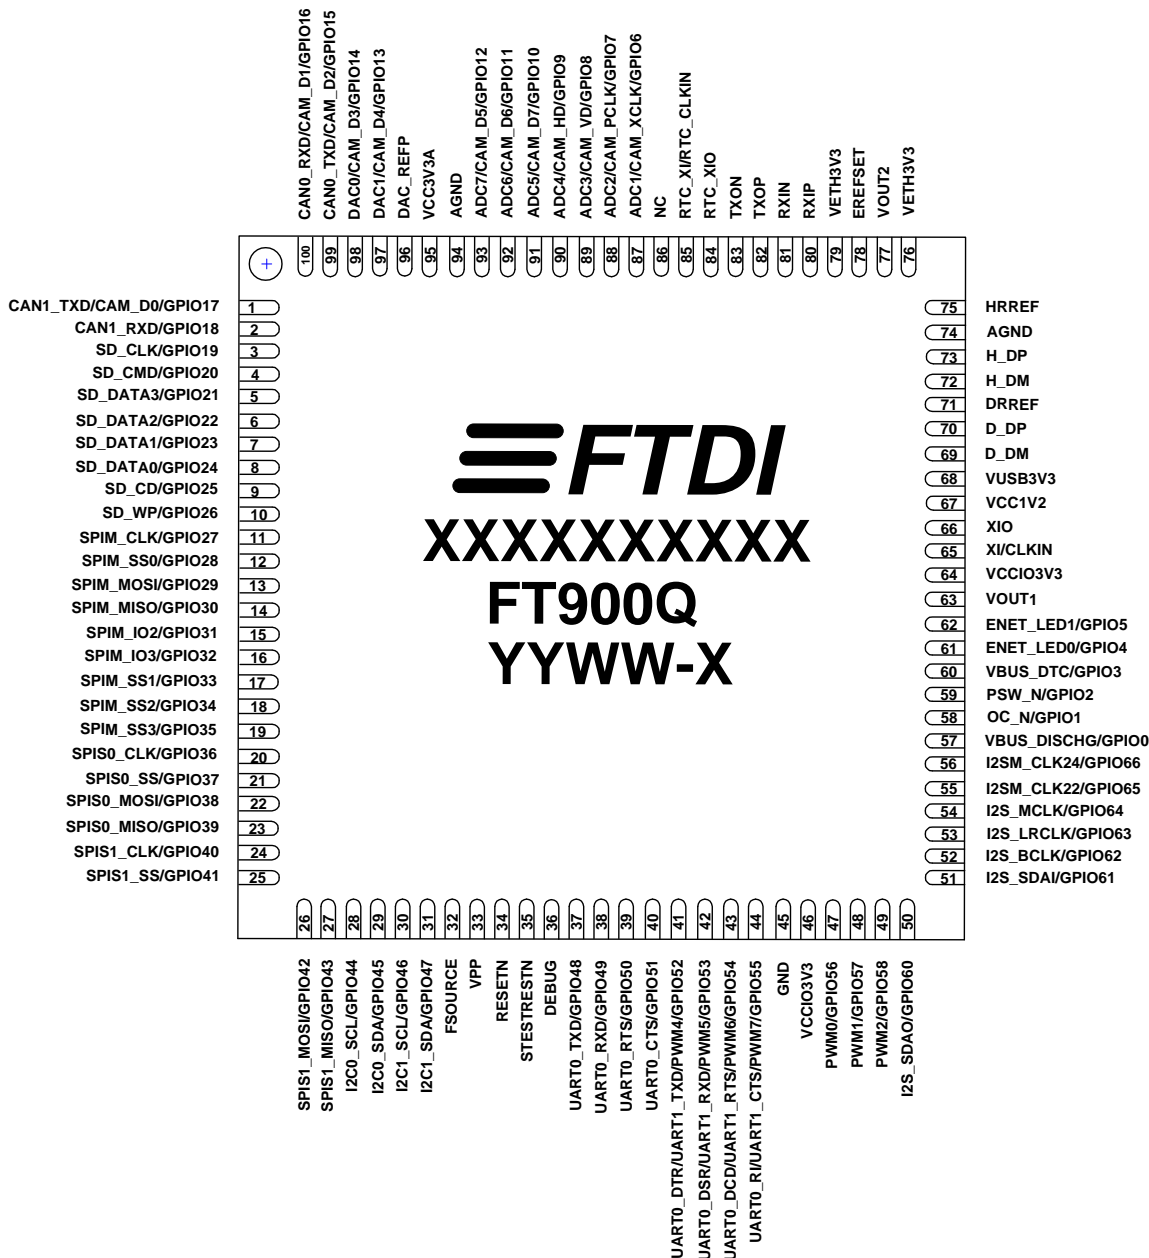 CAN0_RXD/CAM_D1/GPIO16
CAN0_TXD/CAM_D2/GPIO15
DAC0/CAM_D3/GPIO14
DAC1/CAM_D4/GPIO13
DAC_REFP
VCC3V3A
AGND
ADC7/CAM_D5/GPIO12
ADC6/CAM_D6/GPIO11
ADC5/CAM_D7/GPIO10
ADC4/CAM_HD/GPIO9
ADC3/CAM_VD/GPIO8
ADC2/CAM_PCLK/GPIO7
ADC1/CAM_XCLK/GPIO6
NC
RTC_XI/RTC_CLKIN
RTC_XIO
TXON
TXOP
RXIN
RXIP
VETH3V3
EREFSET
VOUT2
VETH3V3
100
99
98
97
96
95
94
93
92
91
90
89
88
87
86
85
84
83
82
81
80
79
78
77
76
CAN1_TXD/CAM_D0/GPIO17 1
CAN1_RXD/GPIO18 2
SD_CLK/GPIO19 3
SD_CMD/GPIO20 4
SD_DATA3/GPIO21 5
SD_DATA2/GPIO22 6
SD_DATA1/GPIO23 7
SD_DATA0/GPIO24 8
SD_CD/GPIO25 9
SD_WP/GPIO26 10
SPIM_CLK/GPIO27 11
SPIM_SS0/GPIO28 12
SPIM_MOSI/GPIO29 13
SPIM_MISO/GPIO30 14
SPIM_IO2/GPIO31 15
SPIM_IO3/GPIO32 16
SPIM_SS1/GPIO33 17
SPIM_SS2/GPIO34 18
SPIM_SS3/GPIO35 19
SPIS0_CLK/GPIO36 20
SPIS0_SS/GPIO37 21
SPIS0_MOSI/GPIO38 22
SPIS0_MISO/GPIO39 23
SPIS1_CLK/GPIO40 24
SPIS1_SS/GPIO41 25
FTDI
XXXXXXXXXX
FT900Q
YYWW-X
75 HRREF
74 AGND
73 H_DP
72 H_DM
71 DRREF
70 D_DP
69 D_DM
68 VUSB3V3
67 VCC1V2
66 XIO
65 XI/CLKIN
64 VCCIO3V3
63 VOUT1
62 ENET_LED1/GPIO5
61 ENET_LED0/GPIO4
60 VBUS_DTC/GPIO3
59 PSW_N/GPIO2
58 OC_N/GPIO1
57 VBUS_DISCHG/GPIO0
56 I2SM_CLK24/GPIO66
55 I2SM_CLK22/GPIO65
54 I2S_MCLK/GPIO64
53 I2S_LRCLK/GPIO63
52 I2S_BCLK/GPIO62
51 I2S_SDAI/GPIO61
26
27
28
29
30
31
32
33
34
35
36
37
38
39
40
41
42
43
44
45
46
47
48
49
50
SPIS1_MOSI/GPIO42
SPIS1_MISO/GPIO43
I2C0_SCL/GPIO44
I2C0_SDA/GPIO45
I2C1_SCL/GPIO46
I2C1_SDA/GPIO47
FSOURCE
VPP
RESETN
STESTRESTN
DEBUG
UART0_TXD/GPIO48
UART0_RXD/GPIO49
UART0_RTS/GPIO50
UART0_CTS/GPIO51
UART0_DTR/UART1_TXD/PWM4/GPIO52
UART0_DSR/UART1_RXD/PWM5/GPIO53
UART0_DCD/UART1_RTS/PWM6/GPIO54
UART0_RI/UART1_CTS/PWM7/GPIO55
GND
VCCIO3V3
PWM0/GPIO56
PWM1/GPIO57
PWM2/GPIO58
I2S_SDAO/GPIO60